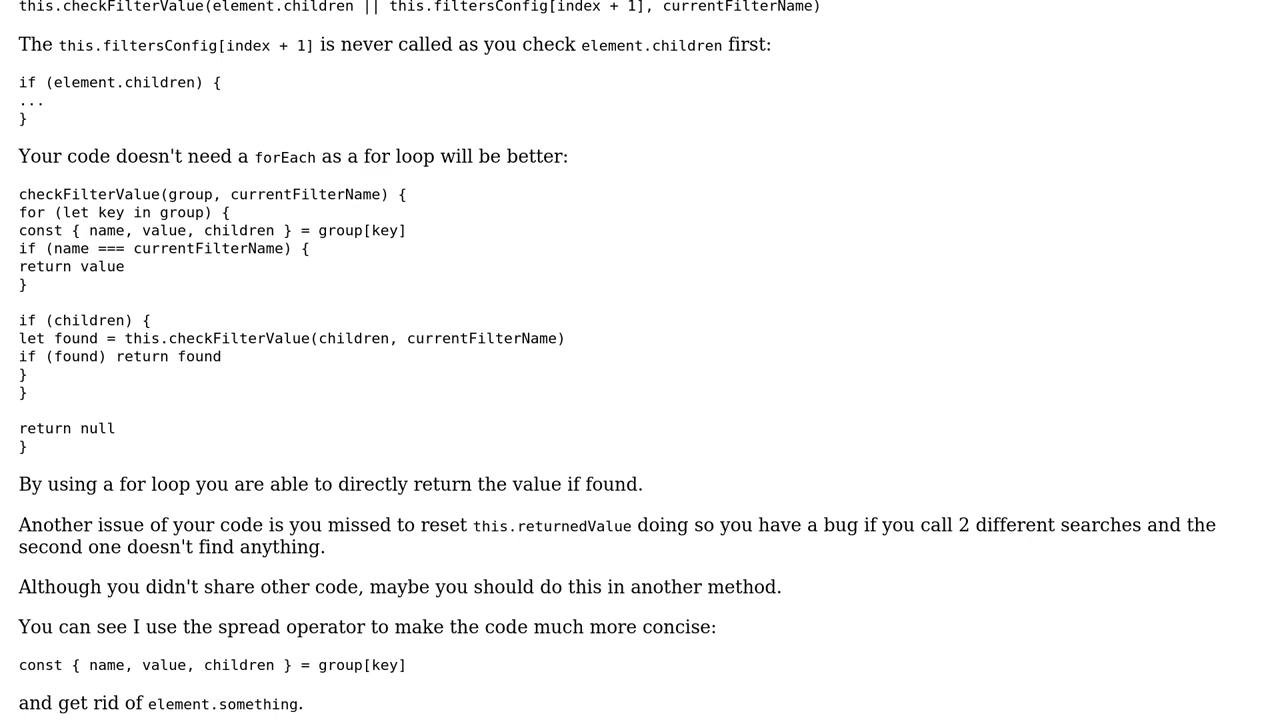 this.checkFilterValue(element.children || this.filtersConfig[index + 1], currentFilterName)
The this.filtersConfig[index + 1] is never called as you check element.children first:
if (element.children) {
...
}
Your code doesn't need a forEach as a for loop will be better:
checkFilterValue(group, currentFilterName) {
for (let key in group) {
const { name, value, children } = group[key]
if (name === currentFilterName) {
return value
}
if (children) {
let found = this.checkFilterValue(children, currentFilterName)
if (found) return found
}
}
return null
}
By using a for loop you are able to directly return the value if found.
Another issue of your code is you missed to reset this.returnedValue doing so you have a bug if you call 2 different searches and the
second one doesn't find anything.
Although you didn't share other code, maybe you should do this in another method.
You can see I use the spread operator to make the code much more concise:
const { name, value, children } = group[key]
and get rid of element.something.